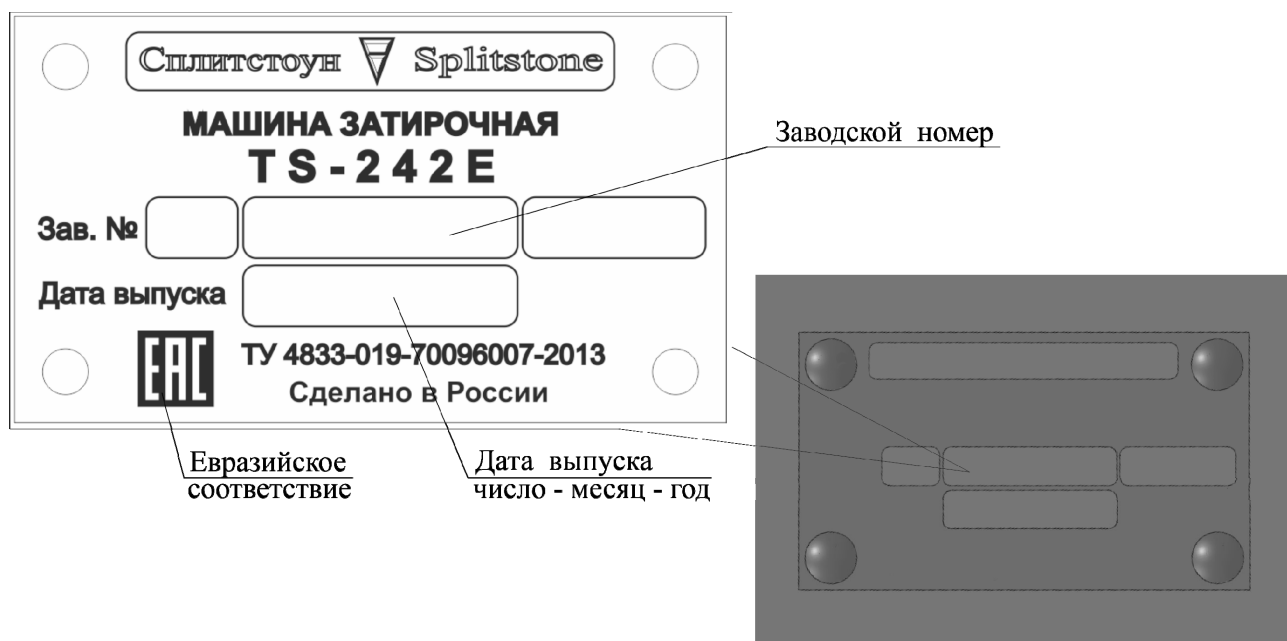 Сплитстоун Splitstone
МАШИНА ЗАТИРОЧНАЯ
TS-242E
Заводской номер
Зав. №
Дата выпуска
ЕАС
ТУ 4833-019-70096007-2013
Сделано в России
Евразийское
соответствие
Дата выпуска
число - месяц - год